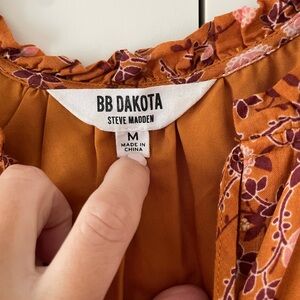 BB DAKOTA
STEVE MADDEN
M
MADE IN
CHINA